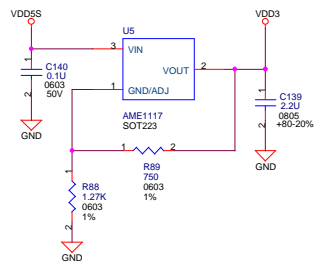 VDD5S
VDD3
U5
3
VIN
VOUT
2
1
GND/ADJ
AME1117
SOT223
1
C140
0.1U
0603
50V
2
GND
1
C139
2.2U
0805
+80-20%
2
GND
1
2
R89
750
0603
1%
1
R88
1.27K
0603
1%
2
GND